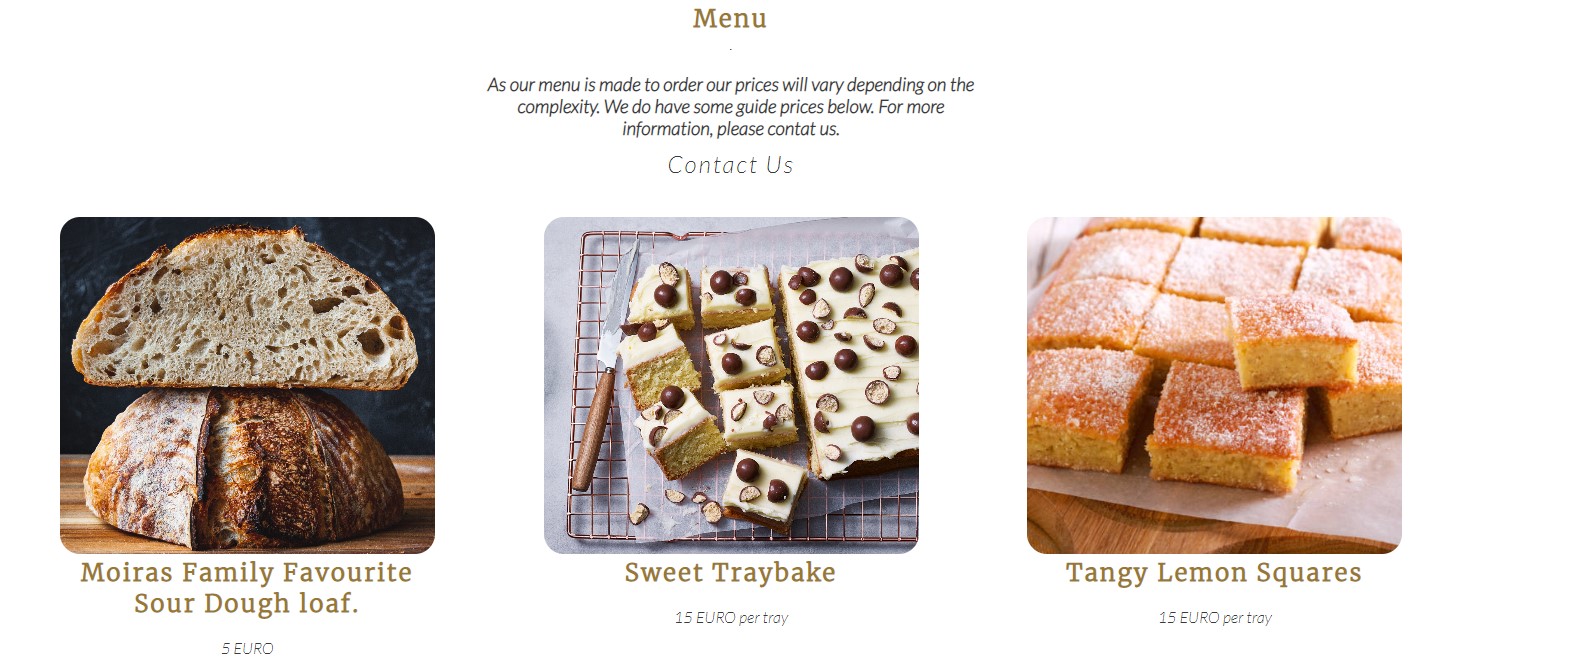 Menu
.
As our menu is made to order our prices will vary depending on the
complexity. We do have some guide prices below. For more
information, please contat us.
Contact Us
Moiras Family Favourite
Sour Dough loaf.
5 EURO
Sweet Traybake
15 EURO per tray
Tangy Lemon Squares
15 EURO per tray